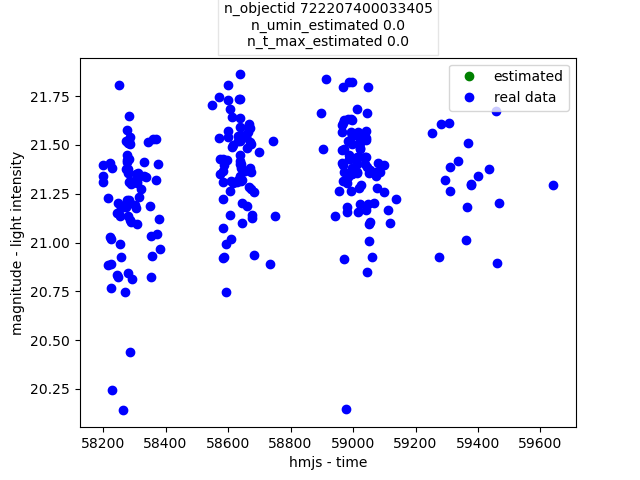 n_objectid 722207400033405
n_umin_estimated 0.0
n_t_max_estimated 0.0
estimated
real data
magnitude - light intensity
21.75
21.50
21.25
21.00
20.75
20.50
20.25
58200 58400 58600 58800 59000 59200 59400 59600
hmjs - time